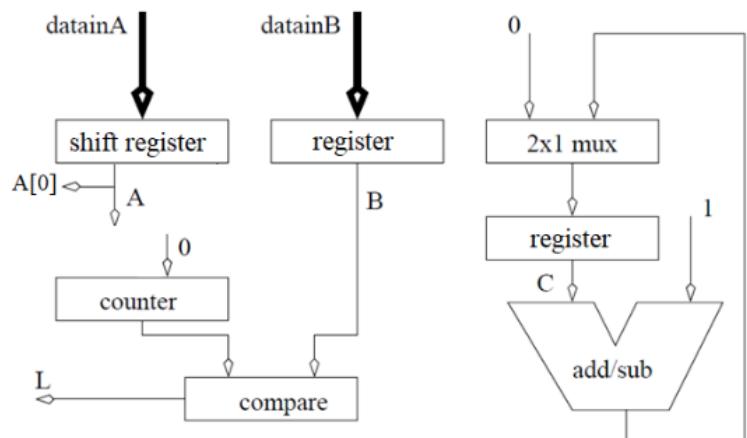 datainA
datainB
0
shift register
register
2x1 mux
A[0]
A
B
1
0
register
counter
C
add/sub
L
compare